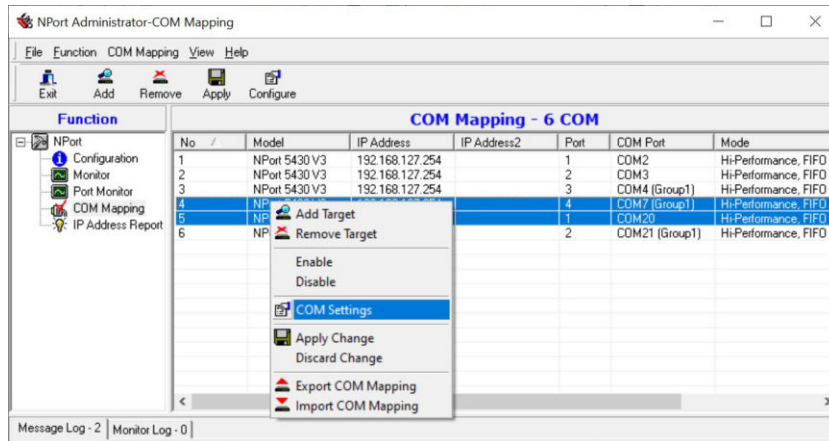 NPort Administrator-COM Mapping
File Function COM Mapping View Help
Exit Add Remove Apply Configure
Function
COM Mapping - 6 COM
NPort
Configuration
Monitor
Port Monitor
COM Mapping
IP Address Report
No Model IP Address IP Address2 Port COM Port Mode
1 NPort 5430 V3 192.168.127.254 1 COM2 Hi-Performance, FIFO
2 NPort 5430 V3 192.168.127.254 2 COM3 Hi-Performance, FIFO
3 NPort 5430 V3 192.168.127.254 3 COM4 (Group1) Hi-Performance, FIFO
4 4 COM7 (Group1) Hi-Performance, FIFO
5 NP 1 COM20 Hi-Performance, FIFO
6 NP 2 COM21 (Group1) Hi-Performance, FIFO
Add Target
Remove Target
Enable
Disable
COM Settings
Apply Change
Discard Change
Export COM Mapping
Import COM Mapping
Message Log - 2 Monitor Log - 0